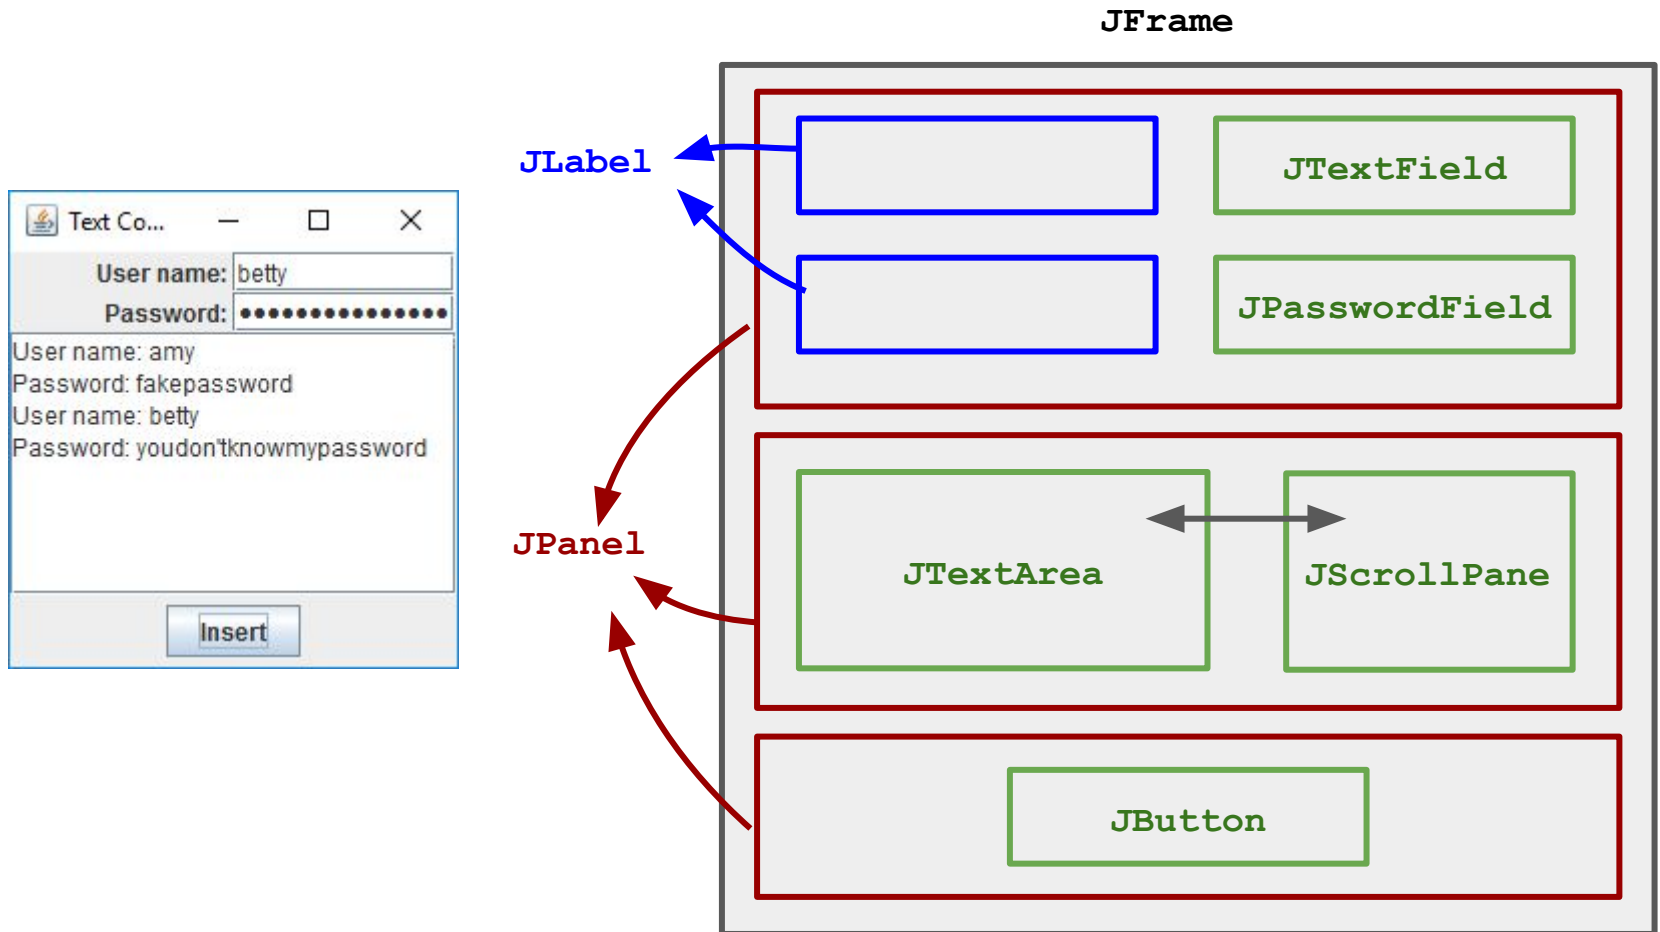 Text Co...
User name: betty
Password: ●●●●●●●●●●●●●●●
User name: amy
Password: fakepassword
User name: betty
Password: youdon'tknowmypassword
Insert
JFrame
JLabel
JTextField
JPasswordField
JPanel
JTextArea
JScrollPane
JButton